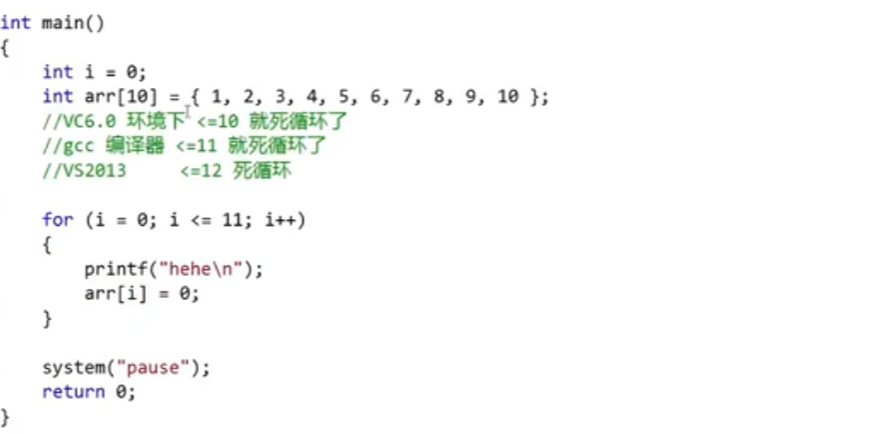 int main()
{
    int i = 0;
    int arr[10] = { 1, 2, 3, 4, 5, 6, 7, 8, 9, 10 };
    //VC6.0 环境下 <=10 就死循环了
    //gcc 编译器 <=11 就死循环了
    //VS2013     <=12 死循环
    for (i = 0; i <= 11; i++)
    {
        printf("hehe\n");
        arr[i] = 0;
    }
    system("pause");
    return 0;
}